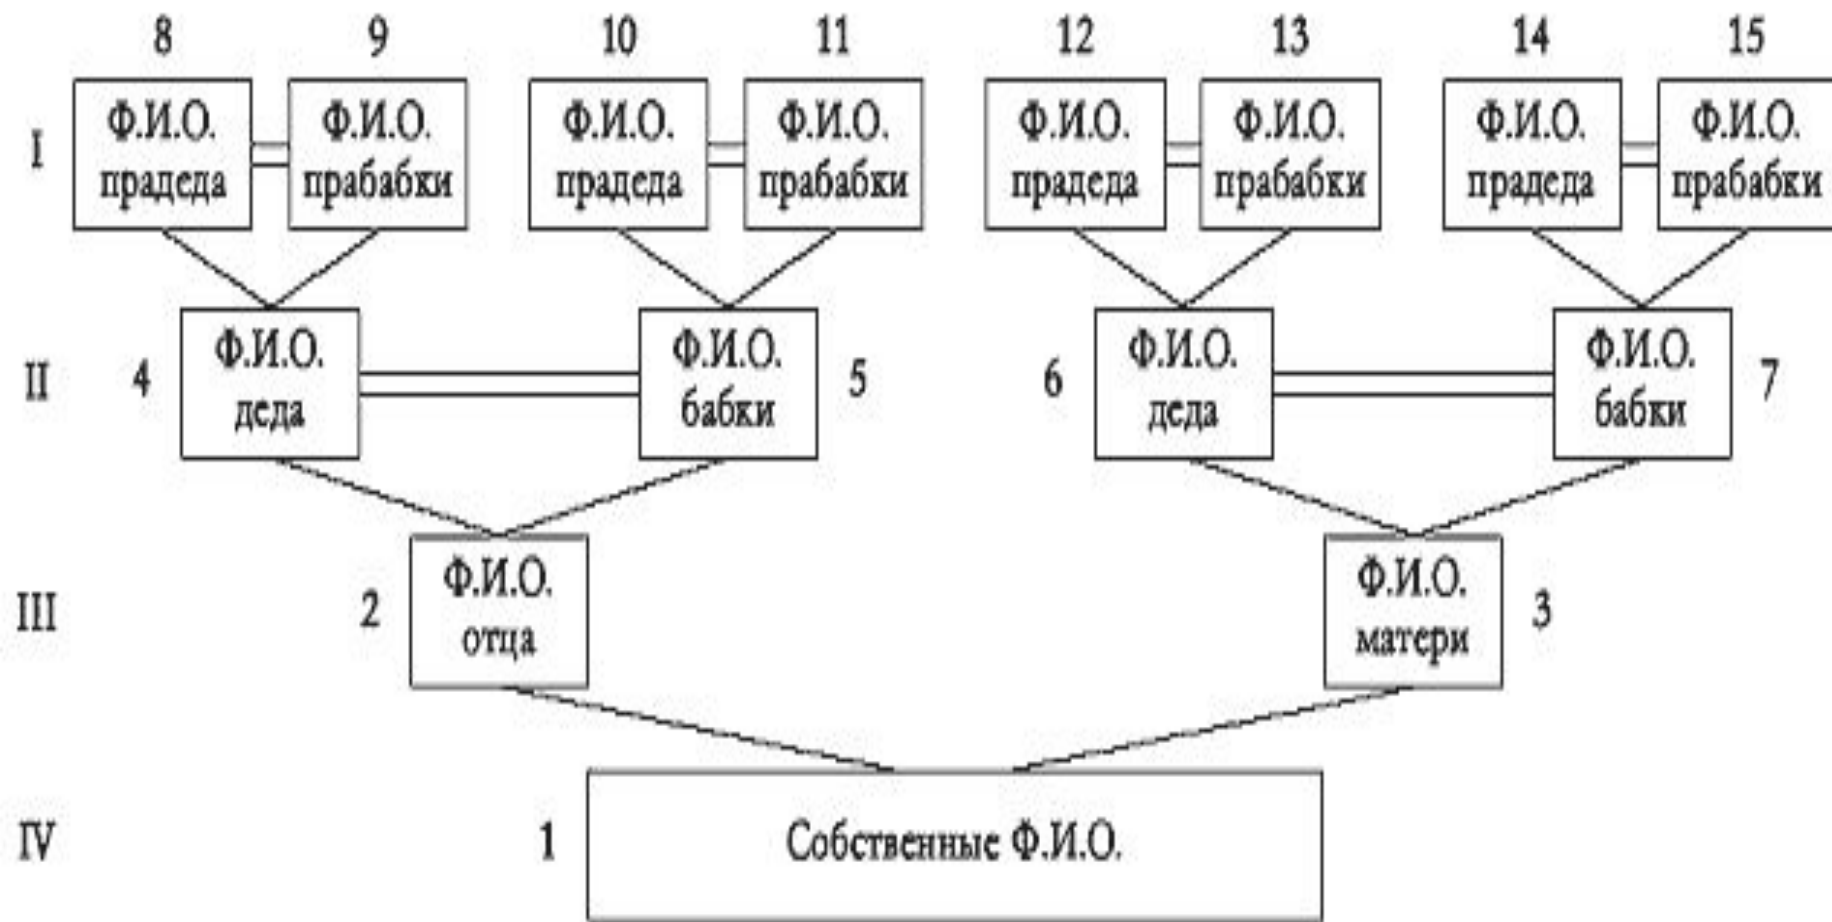 8 9 10 11 12 13 14 15
I
Ф.И.О. прадеда
Ф.И.О. прабабки
Ф.И.О. прадеда
Ф.И.О. прабабки
Ф.И.О. прадеда
Ф.И.О. прабабки
Ф.И.О. прадеда
Ф.И.О. прабабки
II
4
Ф.И.О.
деда
Ф.И.О.
бабки
5
6
Ф.И.О.
деда
Ф.И.О.
бабки
7
III
2
Ф.И.О.
отца
Ф.И.О.
матери
3
IV
1
Собственные Ф.И.О.